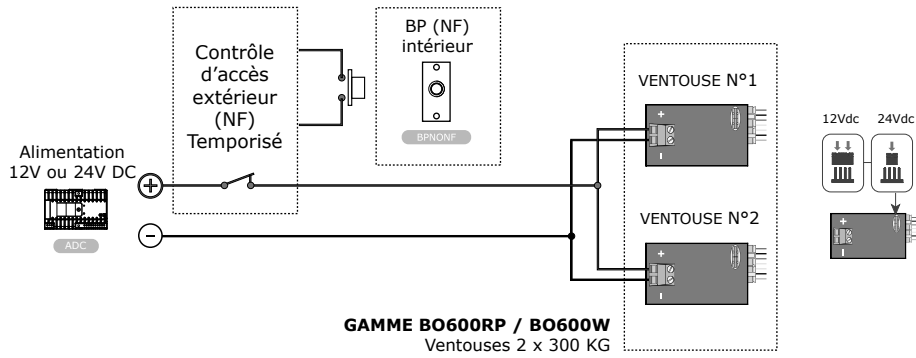 Contrôle
d'accès
extérieur
(NF)
Temporisé
BP (NF)
intérieur
BPNONF
Alimentation
12V ou 24V DC
+
-
ADC
VENTOUSE N°1
+
-
VENTOUSE N°2
+
-
GAMME BO600RP / BO600W
Ventouses 2 x 300 KG
12Vdc
24Vdc
+
-